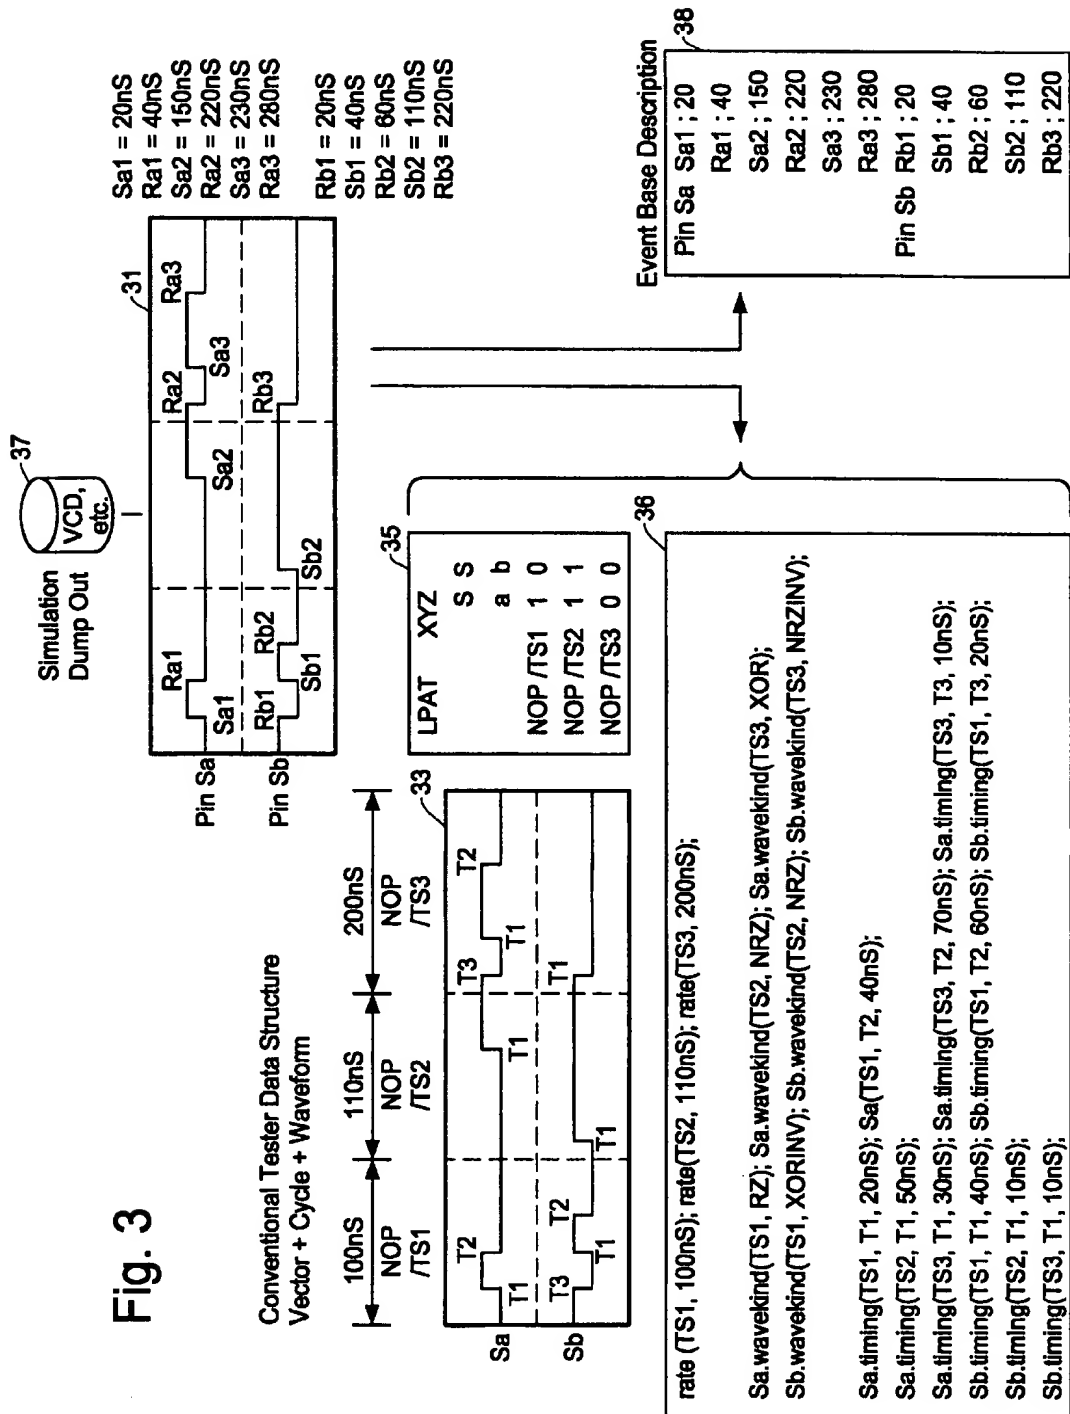 Fig. 3
Simulation
Dump Out
VCD,
etc.
37
31
Pin Sa
Pin Sb
Sa1
Ra1
Sa2
Ra2
Sa3
Ra3
Rb1
Sb1
Rb2
Sb2
Rb3
Sa1 = 20nS
Ra1 = 40nS
Sa2 = 150nS
Ra2 = 220nS
Sa3 = 230nS
Ra3 = 280nS
Rb1 = 20nS
Sb1 = 40nS
Rb2 = 60nS
Sb2 = 110nS
Rb3 = 220nS
Conventional Tester Data Structure
Vector + Cycle + Waveform
100nS
110nS
200nS
NOP
/TS1
NOP
/TS2
NOP
/TS3
33
Sa
Sb
T1
T2
T1
T3
T1
T2
T3
T1
T2
T1
T1
35
LPAT XYZ
S S
a b
NOP /TS1 1 0
NOP /TS2 1 1
NOP /TS3 0 0
Event Base Description
38
Pin Sa Sa1 ; 20
Ra1 ; 40
Sa2 ; 150
Ra2 ; 220
Sa3 ; 230
Ra3 ; 280
Pin Sb Rb1 ; 20
Sb1 ; 40
Rb2 ; 60
Sb2 ; 110
Rb3 ; 220
36
rate (TS1, 100nS); rate(TS2, 110nS); rate(TS3, 200nS);
Sa.wavekind(TS1, RZ); Sa.wavekind(TS2, NRZ); Sa.wavekind(TS3, XOR);
Sb.wavekind(TS1, XORINV); Sb.wavekind(TS2, NRZ); Sb.wavekind(TS3, NRZINV);
Sa.timing(TS1, T1, 20nS); Sa(TS1, T2, 40nS);
Sa.timing(TS2, T1, 50nS);
Sa.timing(TS3, T1, 30nS); Sa.timing(TS3, T2, 70nS); Sa.timing(TS3, T3, 10nS);
Sb.timing(TS1, T1, 40nS); Sb.timing(TS1, T2, 60nS); Sb.timing(TS1, T3, 20nS);
Sb.timing(TS2, T1, 10nS);
Sb.timing(TS3, T1, 10nS);